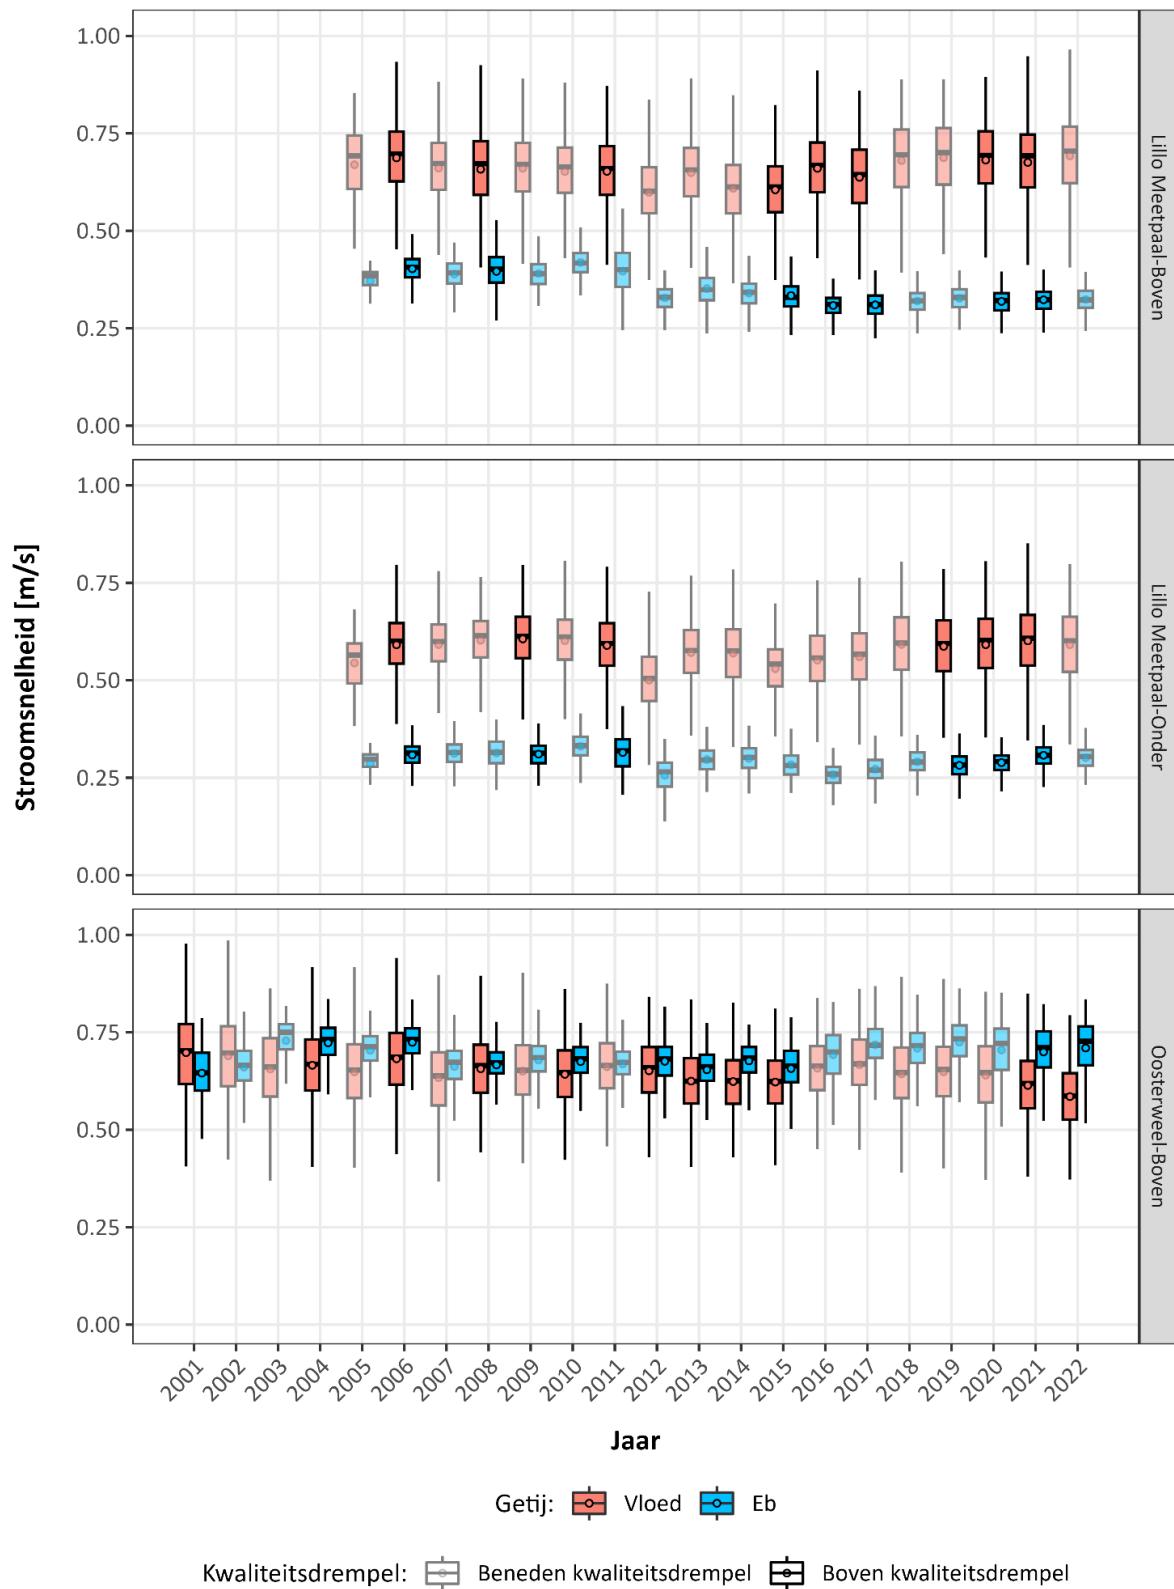 1.00
0.75
0.50
0.25
0.00
Lillo Meetpaal-Boven
1.00
0.75
0.50
0.25
0.00
Lillo Meetpaal-Onder
Stroomsnelheid [m/s]
1.00
0.75
0.50
0.25
0.00
Oosterweel-Boven
2001 2002 2003 2004 2005 2006 2007 2008 2009 2010 2011 2012 2013 2014 2015 2016 2017 2018 2019 2020 2021 2022
Jaar
Getij: Vloed Eb
Kwaliteitsdrempel: Beneden kwaliteitsdrempel Boven kwaliteitsdrempel